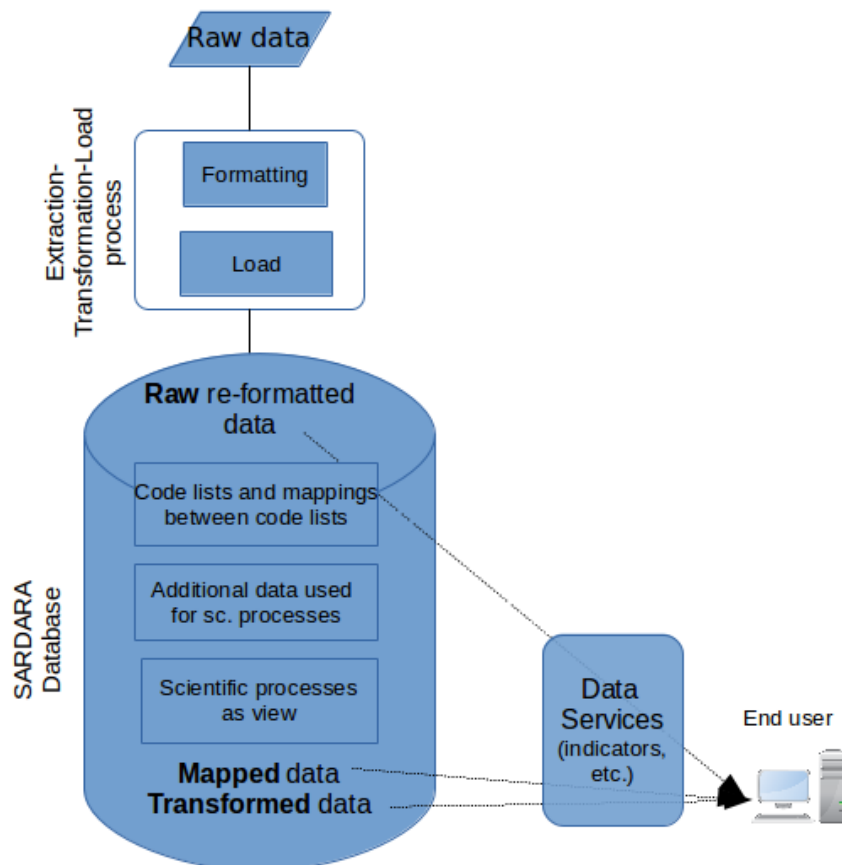 Raw data
Extraction-
Transformation-Load
process
Formatting
Load
Raw re-formatted
data
Code lists and mappings
between code lists
Additional data used
for sc. processes
Scientific processes
as view
Mapped data
Transformed data
SARDARA
Database
Data
Services
(indicators,
etc.)
End user